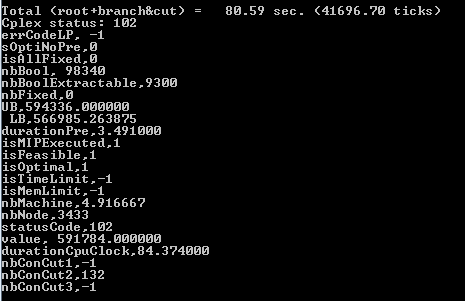 Total (root+branch&cut) =   80.59 sec. (41696.70 ticks)
Cplex status: 102
errCodeLP, -1
sOptiNoPre,0
isAllFixed,0
nbBool, 98340
nbBoolExtractable,9300
nbFixed,0
UB,594336.000000
 LB,566985.263875
durationPre,3.491000
isMIPExecuted,1
isFeasible,1
isOptimal,1
isTimeLimit,-1
isMemLimit,-1
nbMachine,4.916667
nbNode,3433
statusCode,102
value, 591784.000000
durationCpuClock,84.374000
nbConCut1,-1
nbConCut2,132
nbConCut3,-1